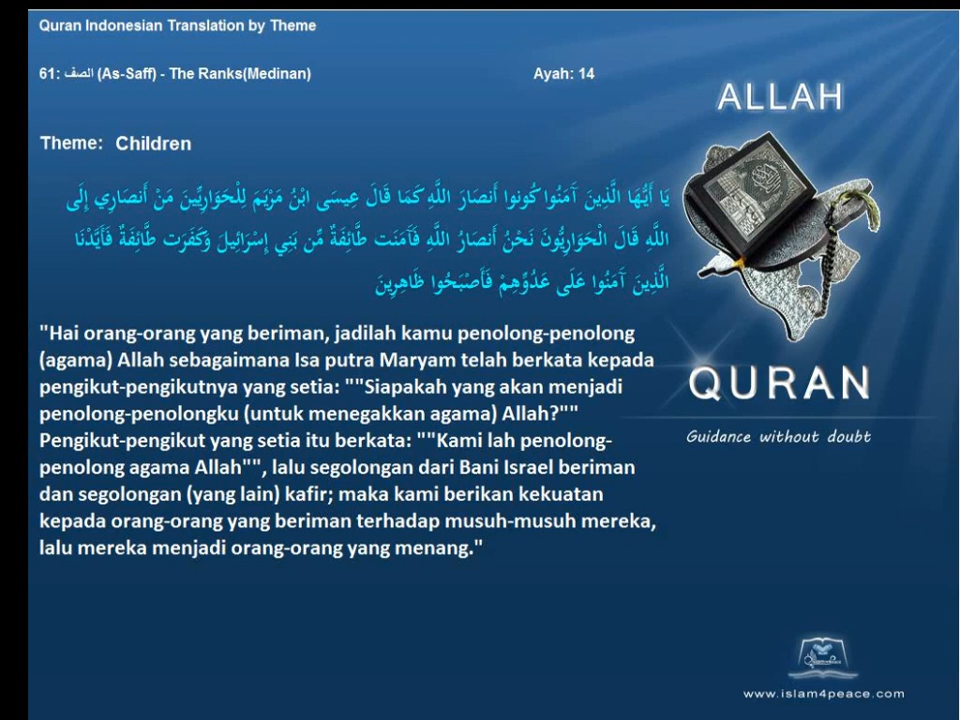 Quran Indonesian Translation by Theme
61: الصف (As-Saff) - The Ranks(Medinan) Ayah: 14
Theme: Children
يَا أَيُّهَا الَّذِينَ آَمَنُوا كُونوا أَنصَارَ اللَّهِ كَمَا قَالَ عِيسَى ابْنُ مَرْيَمَ لِلْحَوَارِيِّينَ مَنْ أَنصَارِي إِلَى
اللَّهِ قَالَ الْحَوَارِيُّونَ نَحْنُ أَنصَارُ اللَّهِ فَآَمَنَت طَّائِفَةٌ مِّن بَنِي إِسْرَائِيلَ وَكَفَرَت طَّائِفَةٌ فَأَيَّدْنَا
الَّذِينَ آَمَنُوا عَلَى عَدُوِّهِمْ فَأَصْبَحُوا ظَاهِرِينَ
"Hai orang-orang yang beriman, jadilah kamu penolong-penolong
(agama) Allah sebagaimana Isa putra Maryam telah berkata kepada
pengikut-pengikutnya yang setia: ""Siapakah yang akan menjadi
penolong-penolongku (untuk menegakkan agama) Allah?""
Pengikut-pengikut yang setia itu berkata: ""Kami lah penolong-
penolong agama Allah"", lalu segolongan dari Bani Israel beriman
dan segolongan (yang lain) kafir; maka kami berikan kekuatan
kepada orang-orang yang beriman terhadap musuh-musuh mereka,
lalu mereka menjadi orang-orang yang menang."
ALLAH
QURAN
Guidance without doubt
www.islam4peace.com